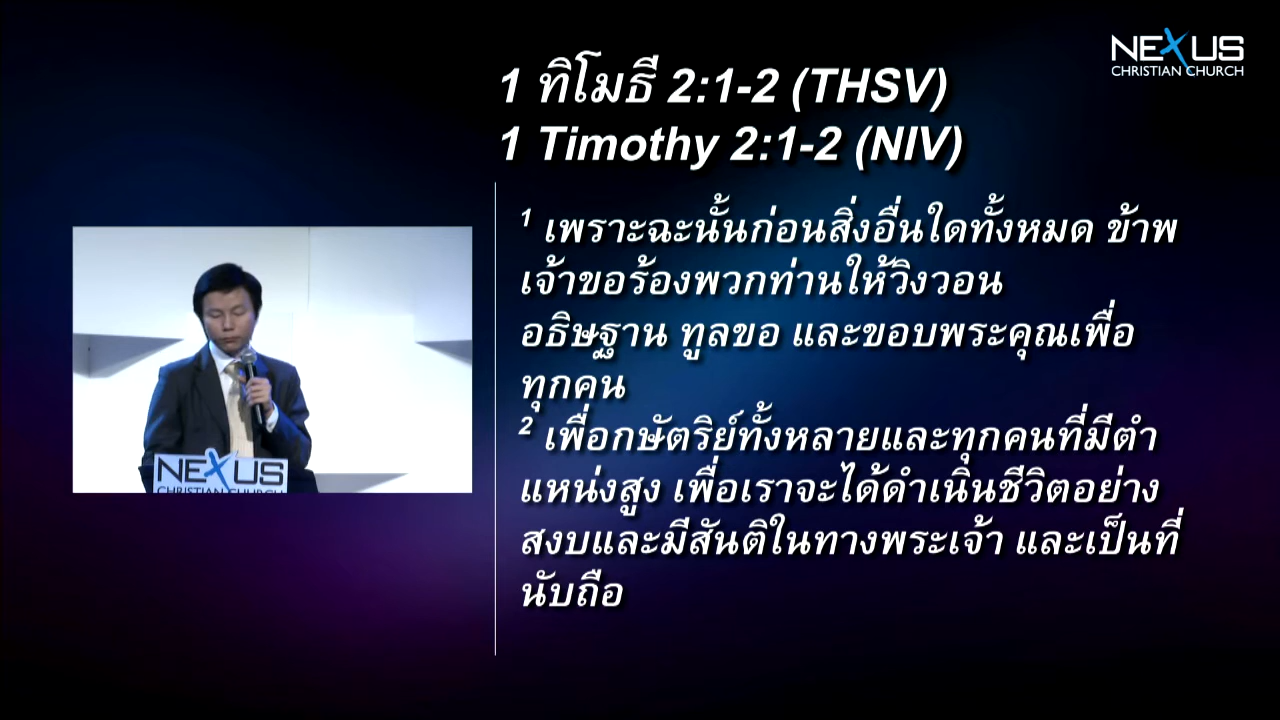 NEXUS
CHRISTIAN CHURCH
1 ทิโมธี 2:1-2 (THSV)
1 Timothy 2:1-2 (NIV)
1 เพราะฉะนั้นก่อนสิ่งอื่นใดทั้งหมด ข้าพ
เจ้าขอร้องพวกท่านให้วิงวอน
อธิษฐาน ทูลขอ และขอบพระคุณเพื่อ
ทุกคน
2 เพื่อกษัตริย์ทั้งหลายและทุกคนที่มีตำ
แหน่งสูง เพื่อเราจะได้ดำเนินชีวิตอย่าง
สงบและมีสันติในทางพระเจ้า และเป็นที่
นับถือ
NEXUS
CHRISTIAN CHURCH